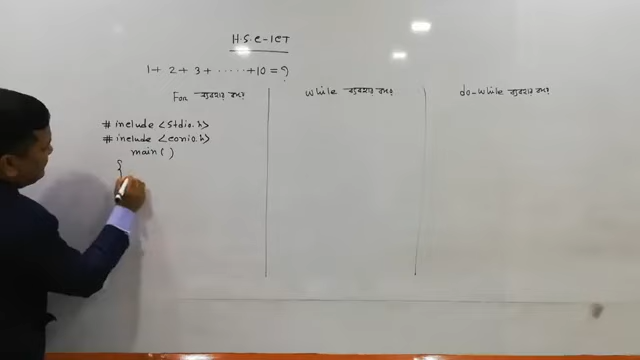 H.S.C-ICT
1 + 2 + 3 + ...... + 10 = ?
For ব্যবহার করে?
while ব্যবহার করে?
do-while ব্যবহার করে?
# include <stdio.h>
# include <conio.h>
main ( )
{